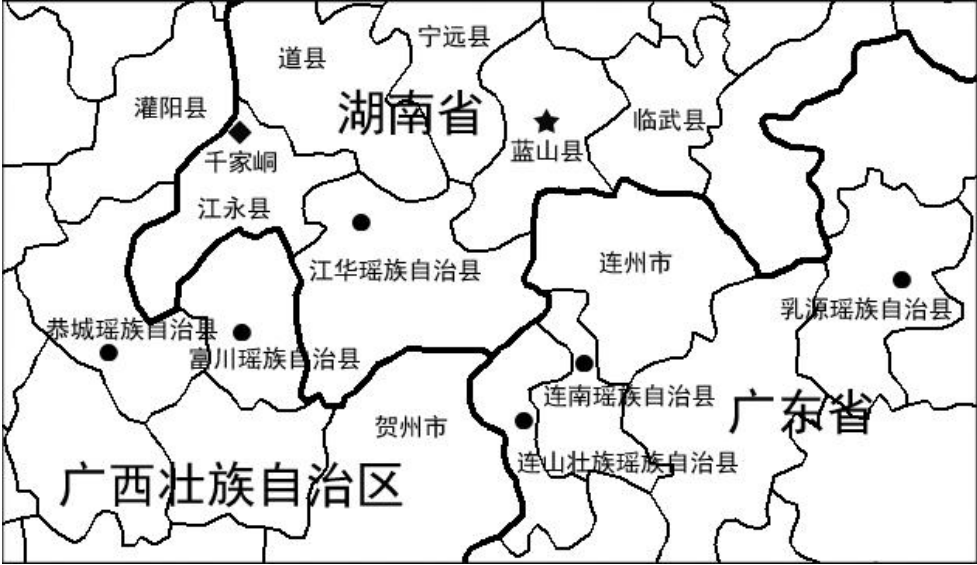 宁远县
道县
灌阳县
湖南省
临武县
蓝山县
千家峒
江永县
连州市
江华瑶族自治县
乳源瑶族自治县
恭城瑶族自治县
富川瑶族自治县
连南瑶族自治县
广东省
贺州市
连山壮族瑶族自治县
广西壮族自治区